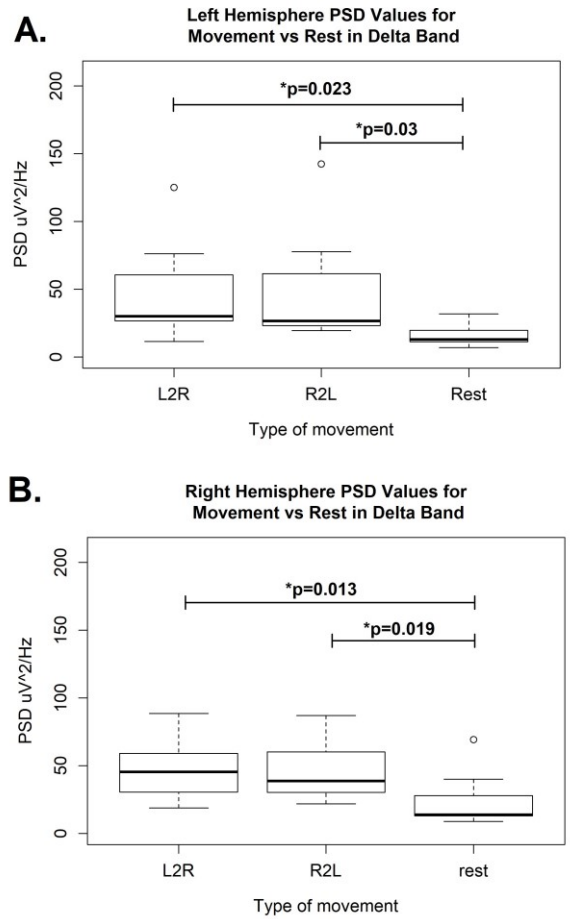 A.
Left Hemisphere PSD Values for
Movement vs Rest in Delta Band
PSD uV^2/Hz
200
150
100
50
0
*p=0.023
*p=0.03
L2R R2L Rest
Type of movement
B.
Right Hemisphere PSD Values for
Movement vs Rest in Delta Band
PSD uV^2/Hz
200
150
100
50
0
*p=0.013
*p=0.019
L2R R2L rest
Type of movement